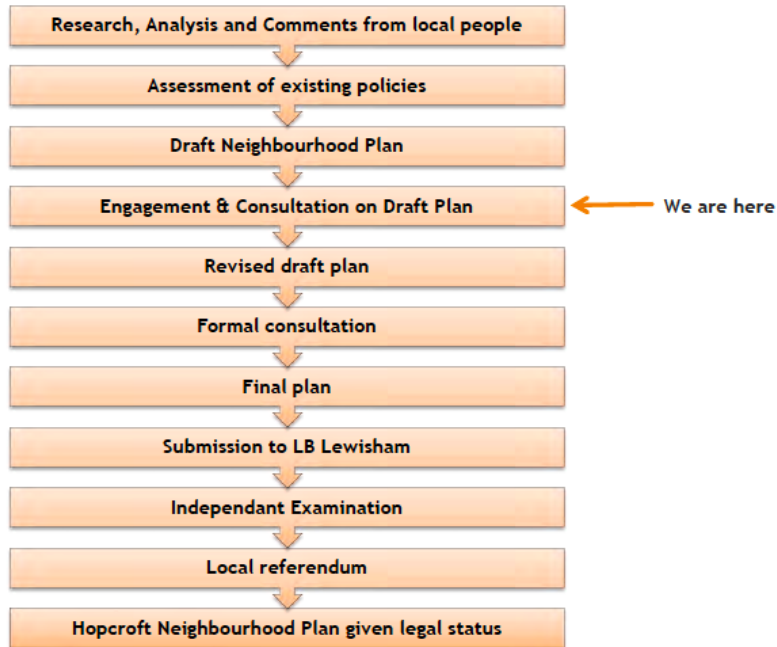 Research, Analysis and Comments from local people
Assessment of existing policies
Draft Neighbourhood Plan
Engagement & Consultation on Draft Plan
We are here
Revised draft plan
Formal consultation
Final plan
Submission to LB Lewisham
Independant Examination
Local referendum
Hopcroft Neighbourhood Plan given legal status